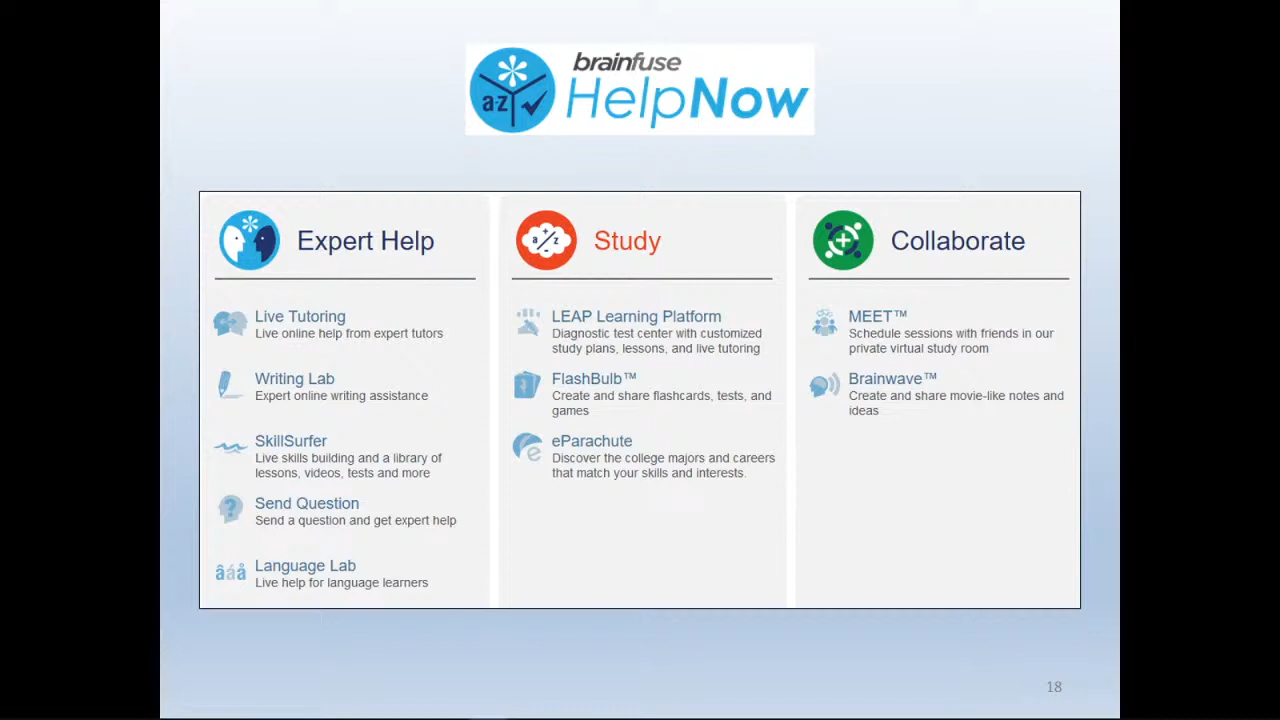 brainfuse
a-z
HelpNow
Expert Help
Live Tutoring
Live online help from expert tutors
Writing Lab
Expert online writing assistance
SkillSurfer
Live skills building and a library of
lessons, videos, tests and more
?
Send Question
Send a question and get expert help
âáå
Language Lab
Live help for language learners
a + z -
Study
LEAP Learning Platform
Diagnostic test center with customized
study plans, lessons, and live tutoring
FlashBulb™
Create and share flashcards, tests, and
games
e
eParachute
Discover the college majors and careers
that match your skills and interests.
Collaborate
MEET™
Schedule sessions with friends in our
private virtual study room
Brainwave™
Create and share movie-like notes and
ideas
18